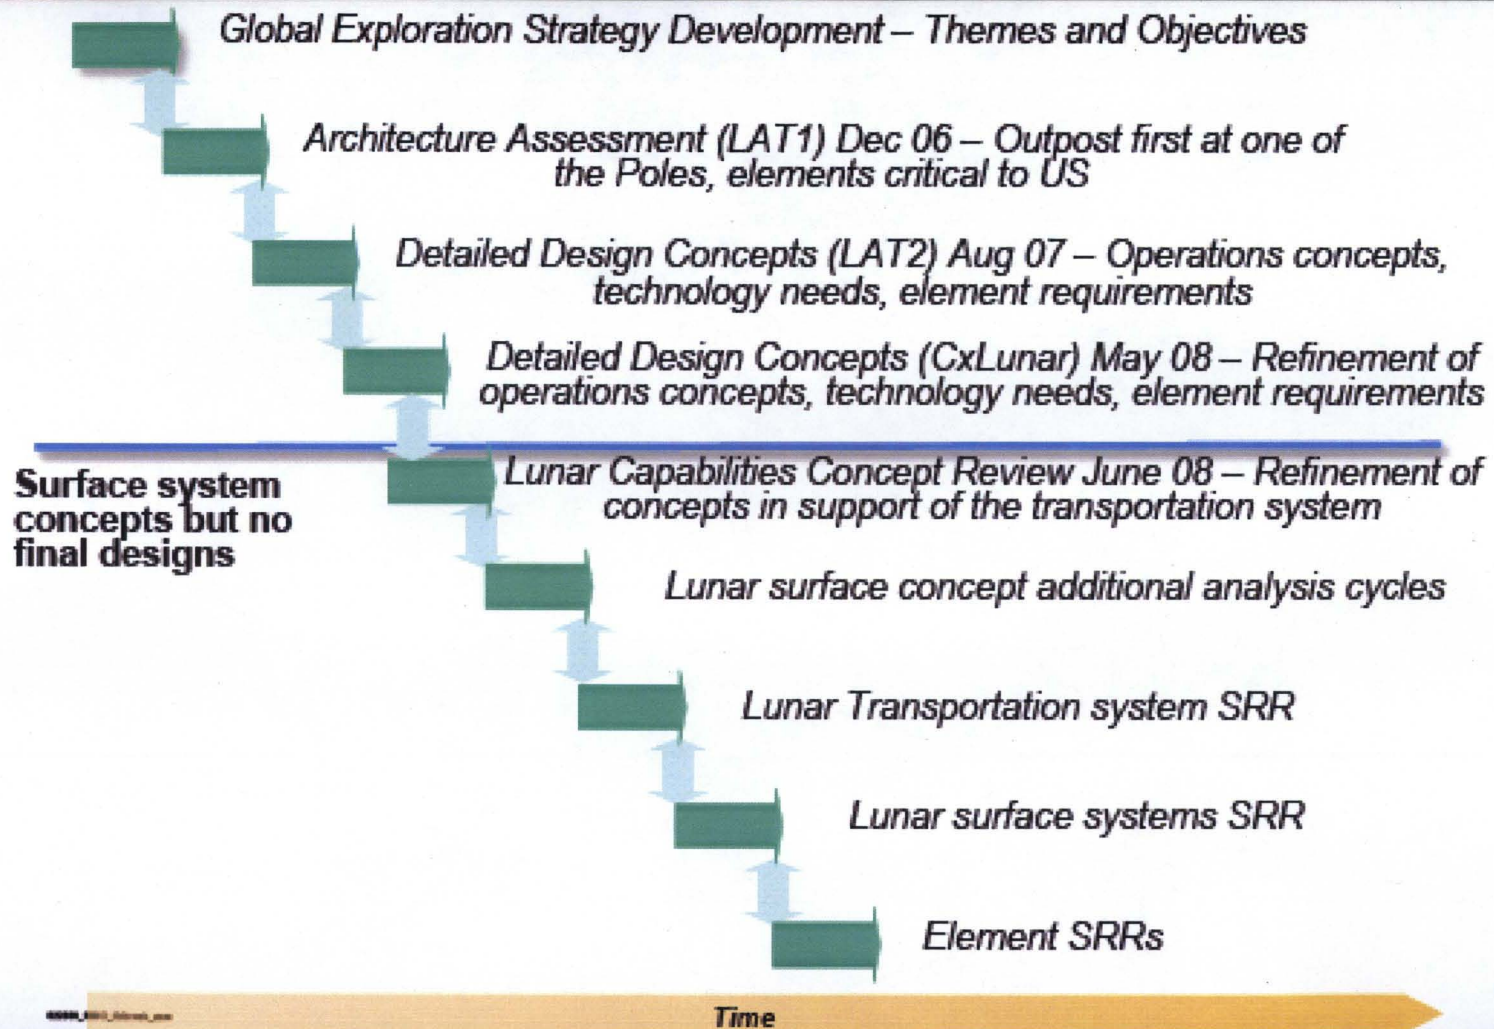 Global Exploration Strategy Development – Themes and Objectives
Architecture Assessment (LAT1) Dec 06 – Outpost first at one of
the Poles, elements critical to US
Detailed Design Concepts (LAT2) Aug 07 – Operations concepts,
technology needs, element requirements
Detailed Design Concepts (CxLunar) May 08 – Refinement of
operations concepts, technology needs, element requirements
Surface system
concepts but no
final designs
Lunar Capabilities Concept Review June 08 – Refinement of
concepts in support of the transportation system
Lunar surface concept additional analysis cycles
Lunar Transportation system SRR
Lunar surface systems SRR
Element SRRs
Time